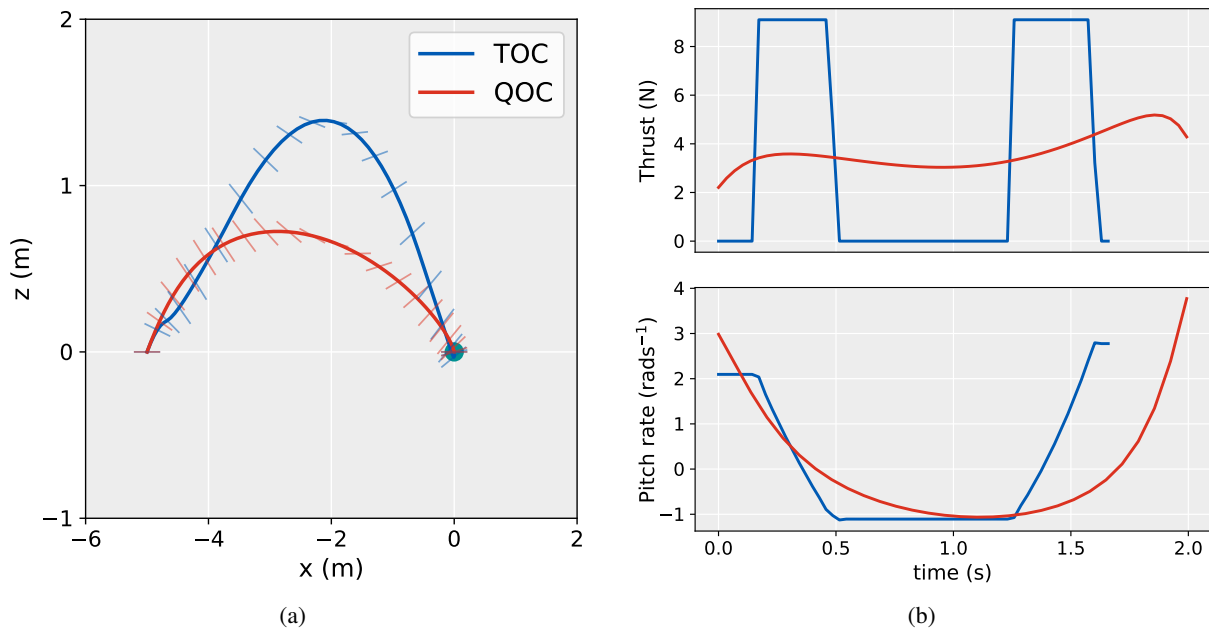 2
1
0
−1
z (m)
−6
−4
−2
0
2
x (m)
TOC
QOC
(a)
8
6
4
2
0
Thrust (N)
4
3
2
1
0
−1
Pitch rate (rads⁻¹)
0.0
0.5
1.0
1.5
2.0
time (s)
(b)